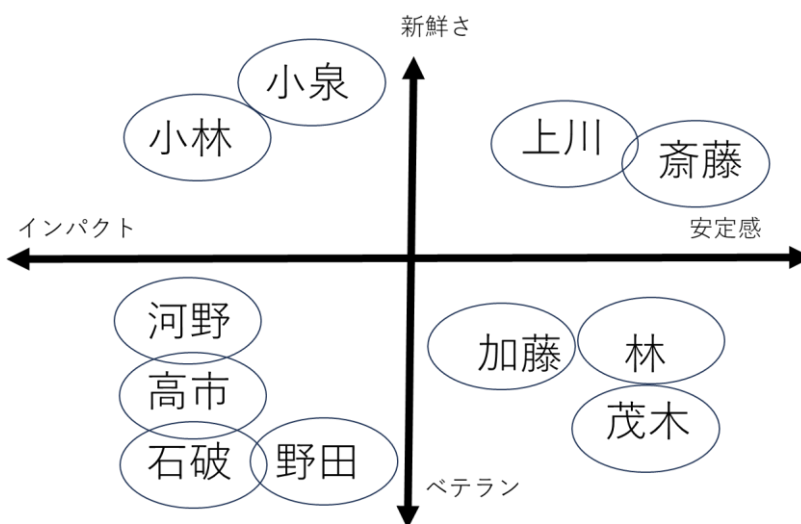 新鮮さ
小泉
小林
上川
斎藤
インパクト
安定感
河野
加藤
林
高市
茂木
石破
野田
ベテラン